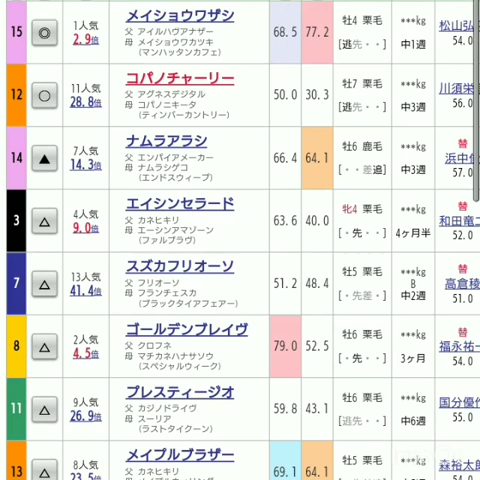 15 ◎ 1人気 2.9倍 メイショウワザシ 68.5 77.2 牡4 栗毛 ***kg 松山弘
父 アイルハヴアナザー
母 メイショウワカツキ [逃先・・] 中1週 54.0
(マンハッタンカフェ)
12 ○ 11人気 28.8倍 コパノチャーリー 50.0 30.3 牡7 栗毛 ***kg 川須栄
父 アグネスデジタル
母 コパノニキータ [逃先・・] 中3週 56.0
(ティンバーカントリー)
14 ▲ 7人気 14.3倍 ナムラアラシ 66.4 64.1 牡6 鹿毛 ***kg 替 浜中
父 エンパイアメーカー
母 ナムラシゲコ [・・差追] 中3週 57.0
(エンドスウィープ)
3 △ 4人気 9.0倍 エイシンセラード 63.6 40.0 牝4 栗毛 ***kg 替 和田竜二
父 カネヒキリ
母 エーシンアマゾーン [・先・・] 4ヶ月半 52.0
(ファルブラヴ)
7 △ 13人気 41.4倍 スズカフリオーソ 51.2 48.4 牡5 栗毛 ***kg 替 高倉稜
父 フリオーソ B
母 フランチェスカ [・先差・] 中2週 51.0
(ブラックタイアフェアー)
8 △ 2人気 4.5倍 ゴールデンブレイヴ 79.0 52.5 牡6 栗毛 ***kg 替 福永祐一
父 クロフネ
母 マチカネハナサソウ [・先・・] 3ヶ月 54.0
(スペシャルウィーク)
11 △ 9人気 26.9倍 プレスティージオ 59.8 43.1 牡6 栗毛 ***kg 国分優
父 カジノドライヴ
母 スーリア [逃先・・] 中6週 55.0
(ラストタイクーン)
13 △ 8人気 23.5倍 メイプルブラザー 69.1 64.1 牡5 栗毛 ***kg 森裕太
父 カネヒキリ